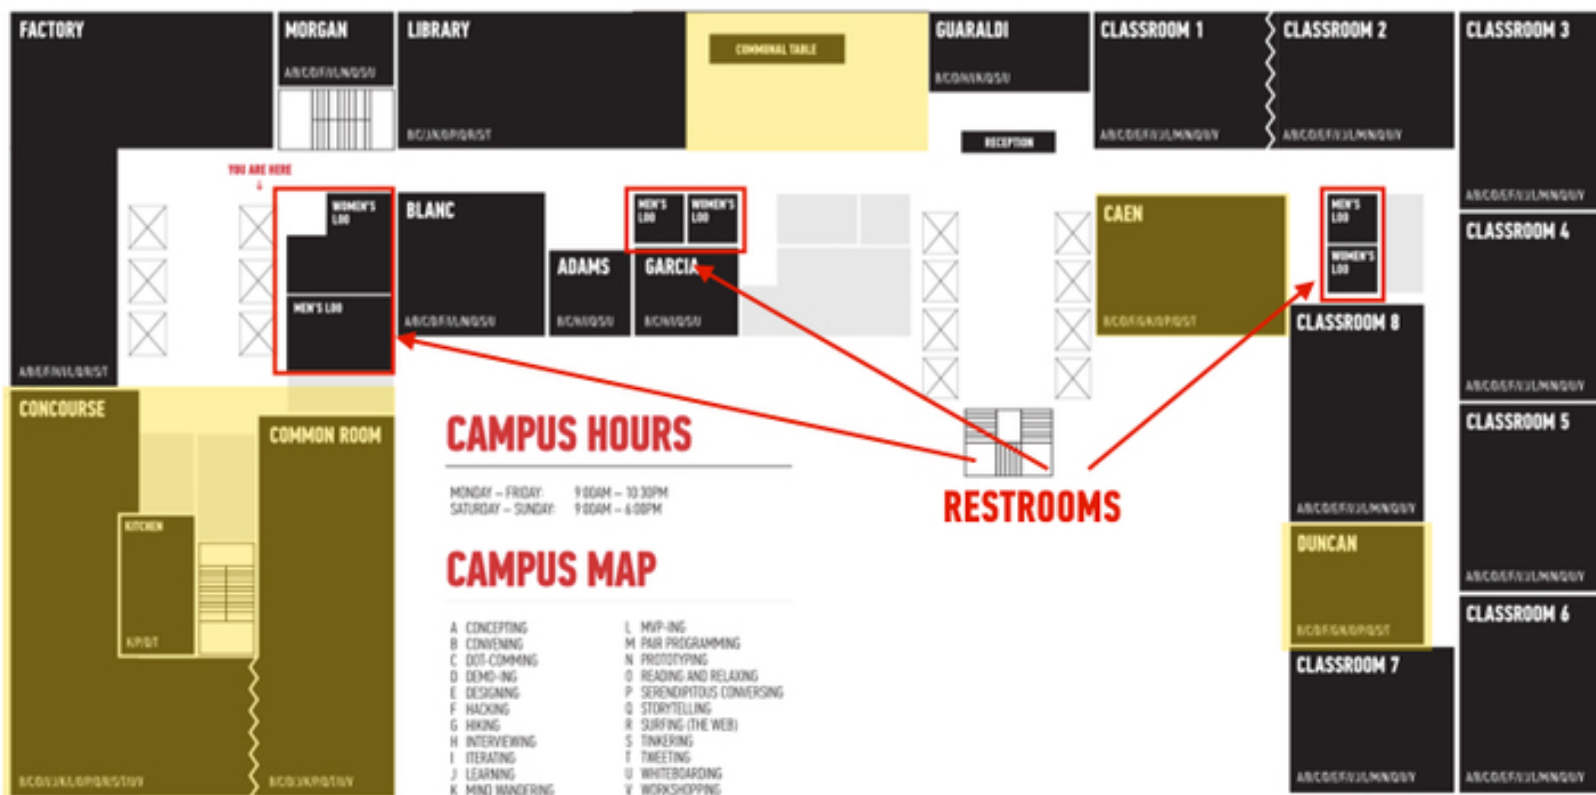 FACTORY
MORGAN
LIBRARY
COMMUNAL TABLE
GUARALDI
CLASSROOM 1
CLASSROOM 2
CLASSROOM 3
RECEPTION
YOU ARE HERE
WOMEN'S
LOO
MEN'S LOO
BLANC
MEN'S
LOO
WOMEN'S
LOO
ADAMS
GARCIA
CAEN
MEN'S
LOO
WOMEN'S
LOO
CLASSROOM 4
CLASSROOM 8
CONCOURSE
COMMON ROOM
KITCHEN
K/P/Q/T
CAMPUS HOURS
MONDAY – FRIDAY: 9:00AM – 10:30PM
SATURDAY – SUNDAY: 9:00AM – 6:00PM
RESTROOMS
CLASSROOM 5
DUNCAN
CLASSROOM 6
CLASSROOM 7
CAMPUS MAP
A CONCEPTING
B CONVENING
C DOT-COMMING
D DEMO-ING
E DESIGNING
F HACKING
G HIKING
H INTERVIEWING
I ITERATING
J LEARNING
K MIND WANDERING
L MVP-ING
M PAIR PROGRAMMING
N PROTOTYPING
O READING AND RELAXING
P SERENDIPITOUS CONVERSING
Q STORYTELLING
R SURFING (THE WEB)
S TINKERING
T TWEETING
U WHITEBOARDING
V WORKSHOPPING